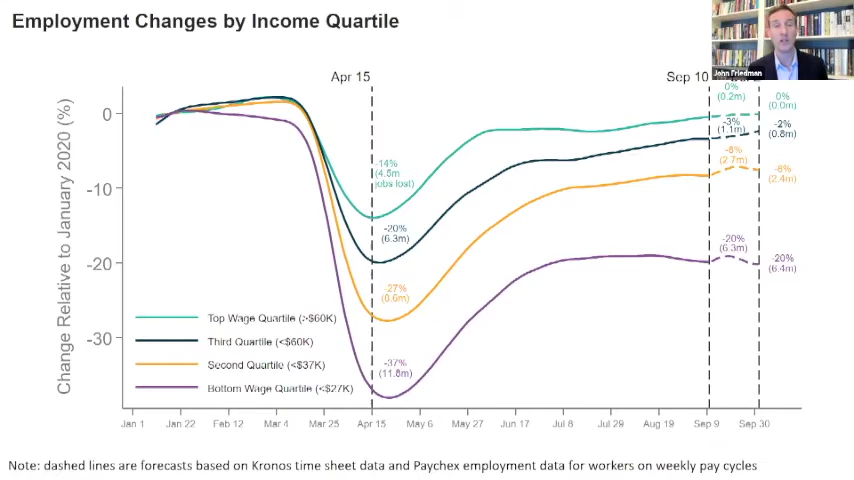 Employment Changes by Income Quartile
John Friedman
Apr 15
Sep 10
Change Relative to January 2020 (%)
0
-10
-20
-30
-14%
(4.5m
jobs lost)
-20%
(6.3m)
-27%
-37%
(11.8m)
0%
(0.2m)
-3%
(1.1m)
-8%
(2.7m)
-20%
(6.3m)
0%
(0.0m)
-2%
(0.8m)
-8%
(2.4m)
-20%
(6.4m)
Top Wage Quartile (>$60K)
Third Quartile (<$60K)
Second Quartile (<$37K)
Bottom Wage Quartile (<$27K)
Jan 1 Jan 22 Feb 12 Mar 4 Mar 25 Apr 15 May 6 May 27 Jun 17 Jul 8 Jul 29 Aug 19 Sep 9 Sep 30
Note: dashed lines are forecasts based on Kronos time sheet data and Paychex employment data for workers on weekly pay cycles